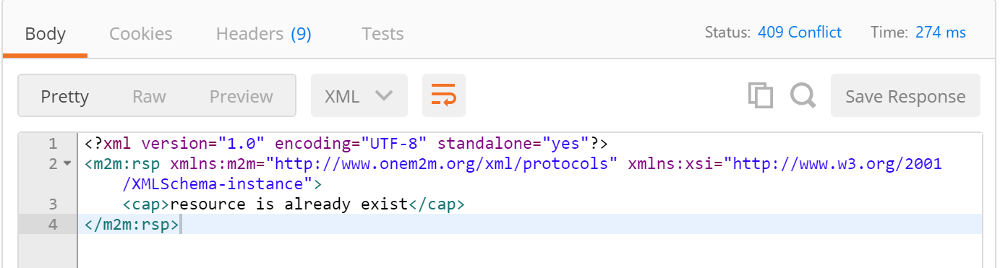 Body Cookies Headers (9) Tests Status: 409 Conflict Time: 274 ms
Pretty Raw Preview XML Save Response
1 <?xml version="1.0" encoding="UTF-8" standalone="yes"?>
2 <m2m:rsp xmlns:m2m="http://www.onem2m.org/xml/protocols" xmlns:xsi="http://www.w3.org/2001
/XMLSchema-instance">
3 <cap>resource is already exist</cap>
4 </m2m:rsp>